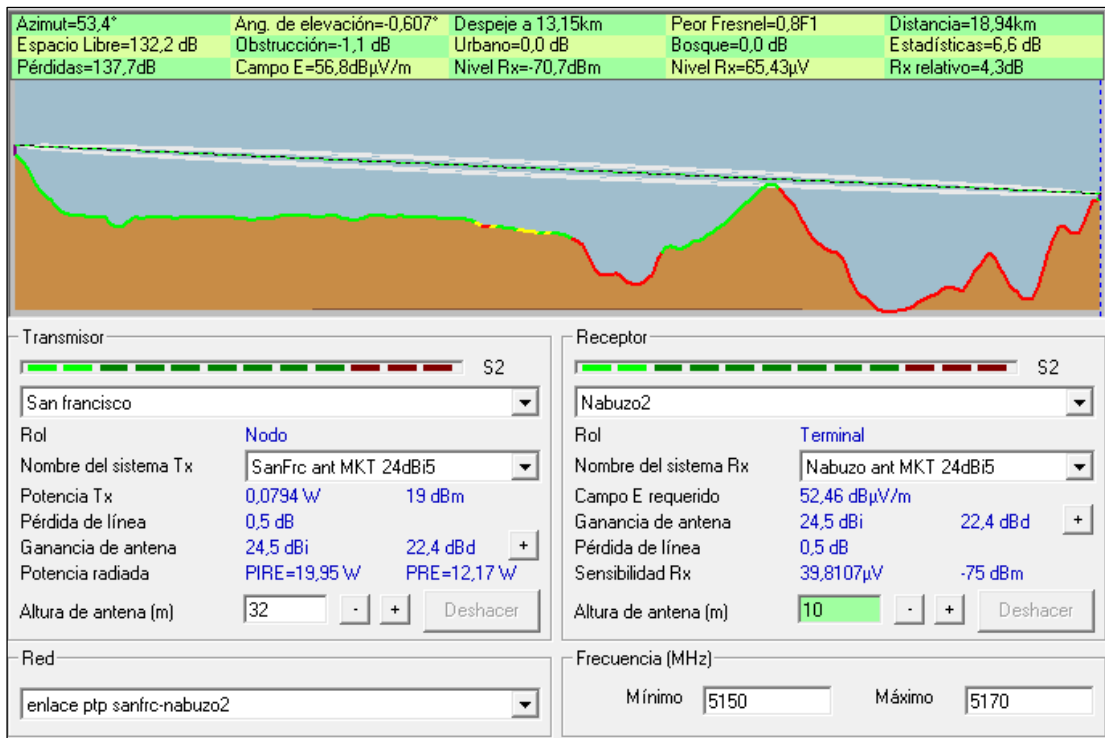 Azimut=53,4° Ang. de elevación=-0,607° Despeje a 13,15km Peor Fresnel=0,8F1 Distancia=18,94km
Espacio Libre=132,2 dB Obstrucción=-1,1 dB Urbano=0,0 dB Bosque=0,0 dB Estadísticas=6,6 dB
Pérdidas=137,7dB Campo E=56,8dBµV/m Nivel Rx=-70,7dBm Nivel Rx=65,43µV Rx relativo=4,3dB
Transmisor
S2
San francisco
Rol Nodo
Nombre del sistema Tx SanFrc ant MKT 24dBi5
Potencia Tx 0,0794 W 19 dBm
Pérdida de línea 0,5 dB
Ganancia de antena 24,5 dBi 22,4 dBd +
Potencia radiada PIRE=19,95 W PRE=12,17 W
Altura de antena (m) 32 - + Deshacer
Receptor
S2
Nabuzo2
Rol Terminal
Nombre del sistema Rx Nabuzo ant MKT 24dBi5
Campo E requerido 52,46 dBµV/m
Ganancia de antena 24,5 dBi 22,4 dBd +
Pérdida de línea 0,5 dB
Sensibilidad Rx 39,8107µV -75 dBm
Altura de antena (m) 10 - + Deshacer
Red
enlace ptp sanfrc-nabuzo2
Frecuencia (MHz)
Mínimo 5150 Máximo 5170